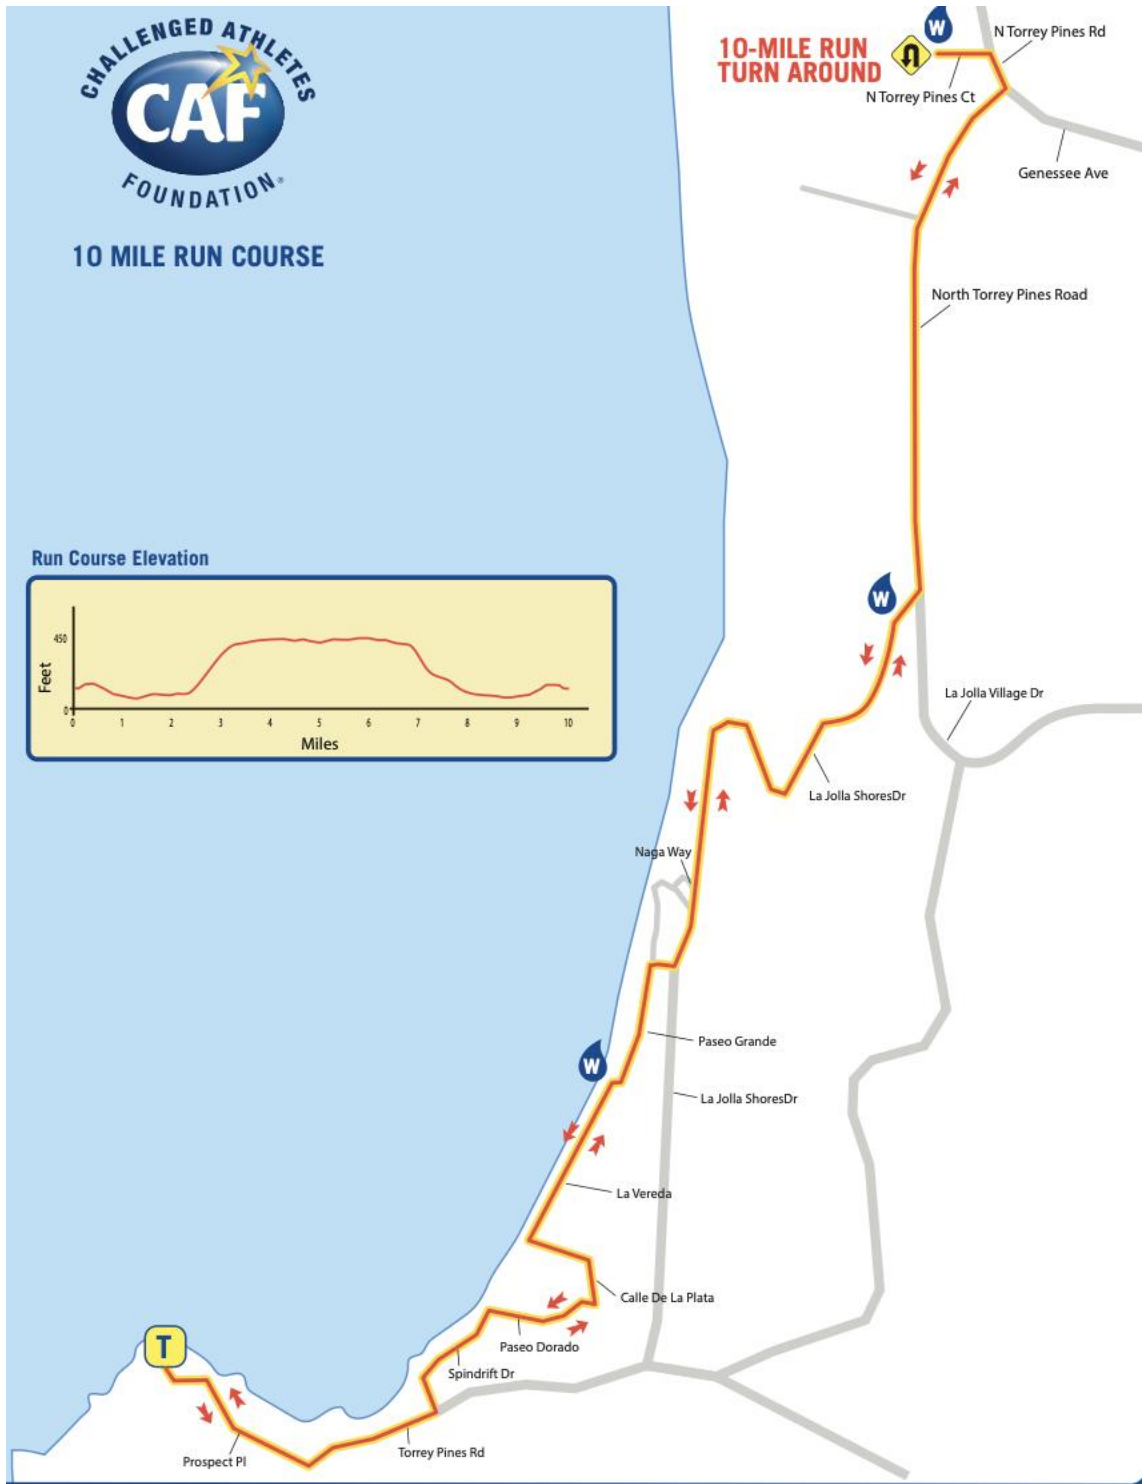 CHALLENGED ATHLETES
CAF
FOUNDATION®
10 MILE RUN COURSE
10-MILE RUN
TURN AROUND
W
N Torrey Pines Rd
N Torrey Pines Ct
Genessee Ave
North Torrey Pines Road
Run Course Elevation
450
Feet
0
0 1 2 3 4 5 6 7 8 9 10
Miles
W
La Jolla Village Dr
La Jolla ShoresDr
Naga Way
Paseo Grande
W
La Jolla ShoresDr
La Vereda
Calle De La Plata
Paseo Dorado
T
Spindrift Dr
Torrey Pines Rd
Prospect Pl